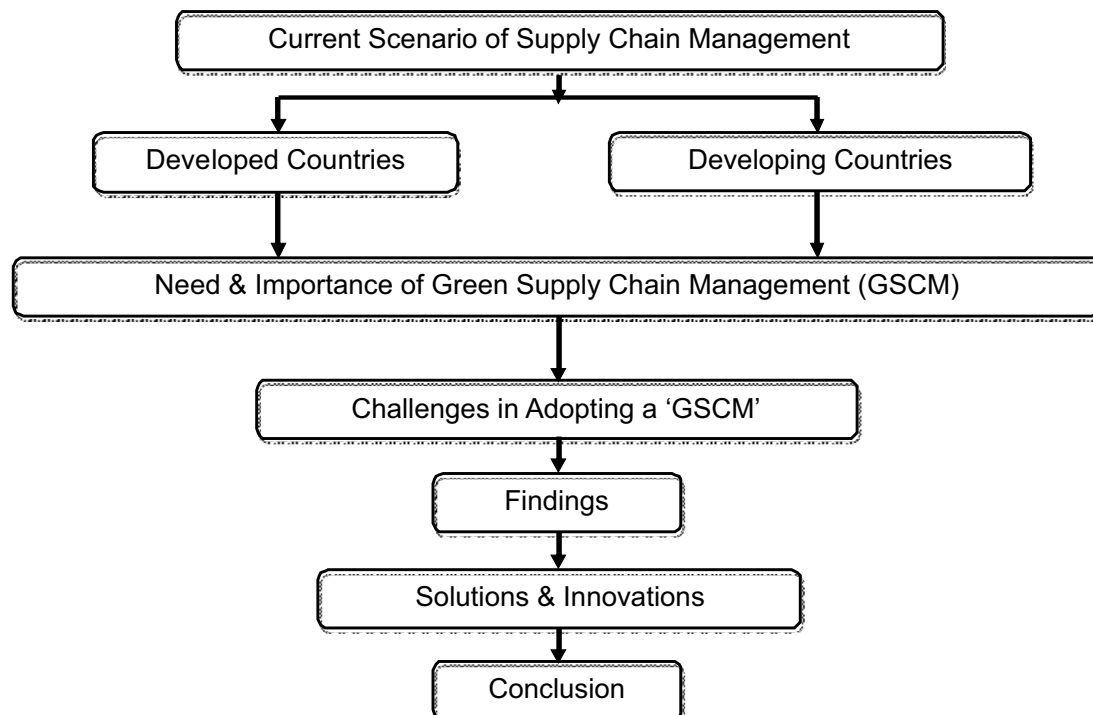 Current Scenario of Supply Chain Management
Developed Countries
Developing Countries
Need & Importance of Green Supply Chain Management (GSCM)
Challenges in Adopting a ‘GSCM’
Findings
Solutions & Innovations
Conclusion